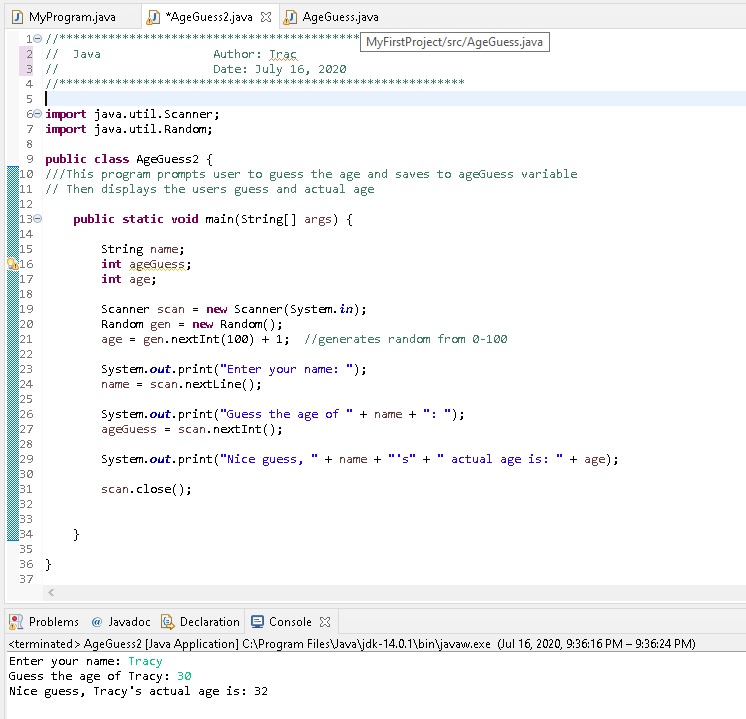 MyProgram.java *AgeGuess2.java AgeGuess.java
1 //*******************************************
MyFirstProject/src/AgeGuess.java
2 // Java Author: Trac
3 // Date: July 16, 2020
4 //**********************************************************
5
6 import java.util.Scanner;
7 import java.util.Random;
8
9 public class AgeGuess2 {
10 ///This program prompts user to guess the age and saves to ageGuess variable
11 // Then displays the users guess and actual age
12
13 public static void main(String[] args) {
14
15 String name;
16 int ageGuess;
17 int age;
18
19 Scanner scan = new Scanner(System.in);
20 Random gen = new Random();
21 age = gen.nextInt(100) + 1; //generates random from 0-100
22
23 System.out.print("Enter your name: ");
24 name = scan.nextLine();
25
26 System.out.print("Guess the age of " + name + ": ");
27 ageGuess = scan.nextInt();
28
29 System.out.print("Nice guess, " + name + "'s" + " actual age is: " + age);
30
31 scan.close();
32
33
34 }
35
36 }
37
Problems @ Javadoc Declaration Console
<terminated> AgeGuess2 [Java Application] C:\Program Files\Java\jdk-14.0.1\bin\javaw.exe (Jul 16, 2020, 9:36:16 PM – 9:36:24 PM)
Enter your name: Tracy
Guess the age of Tracy: 30
Nice guess, Tracy's actual age is: 32